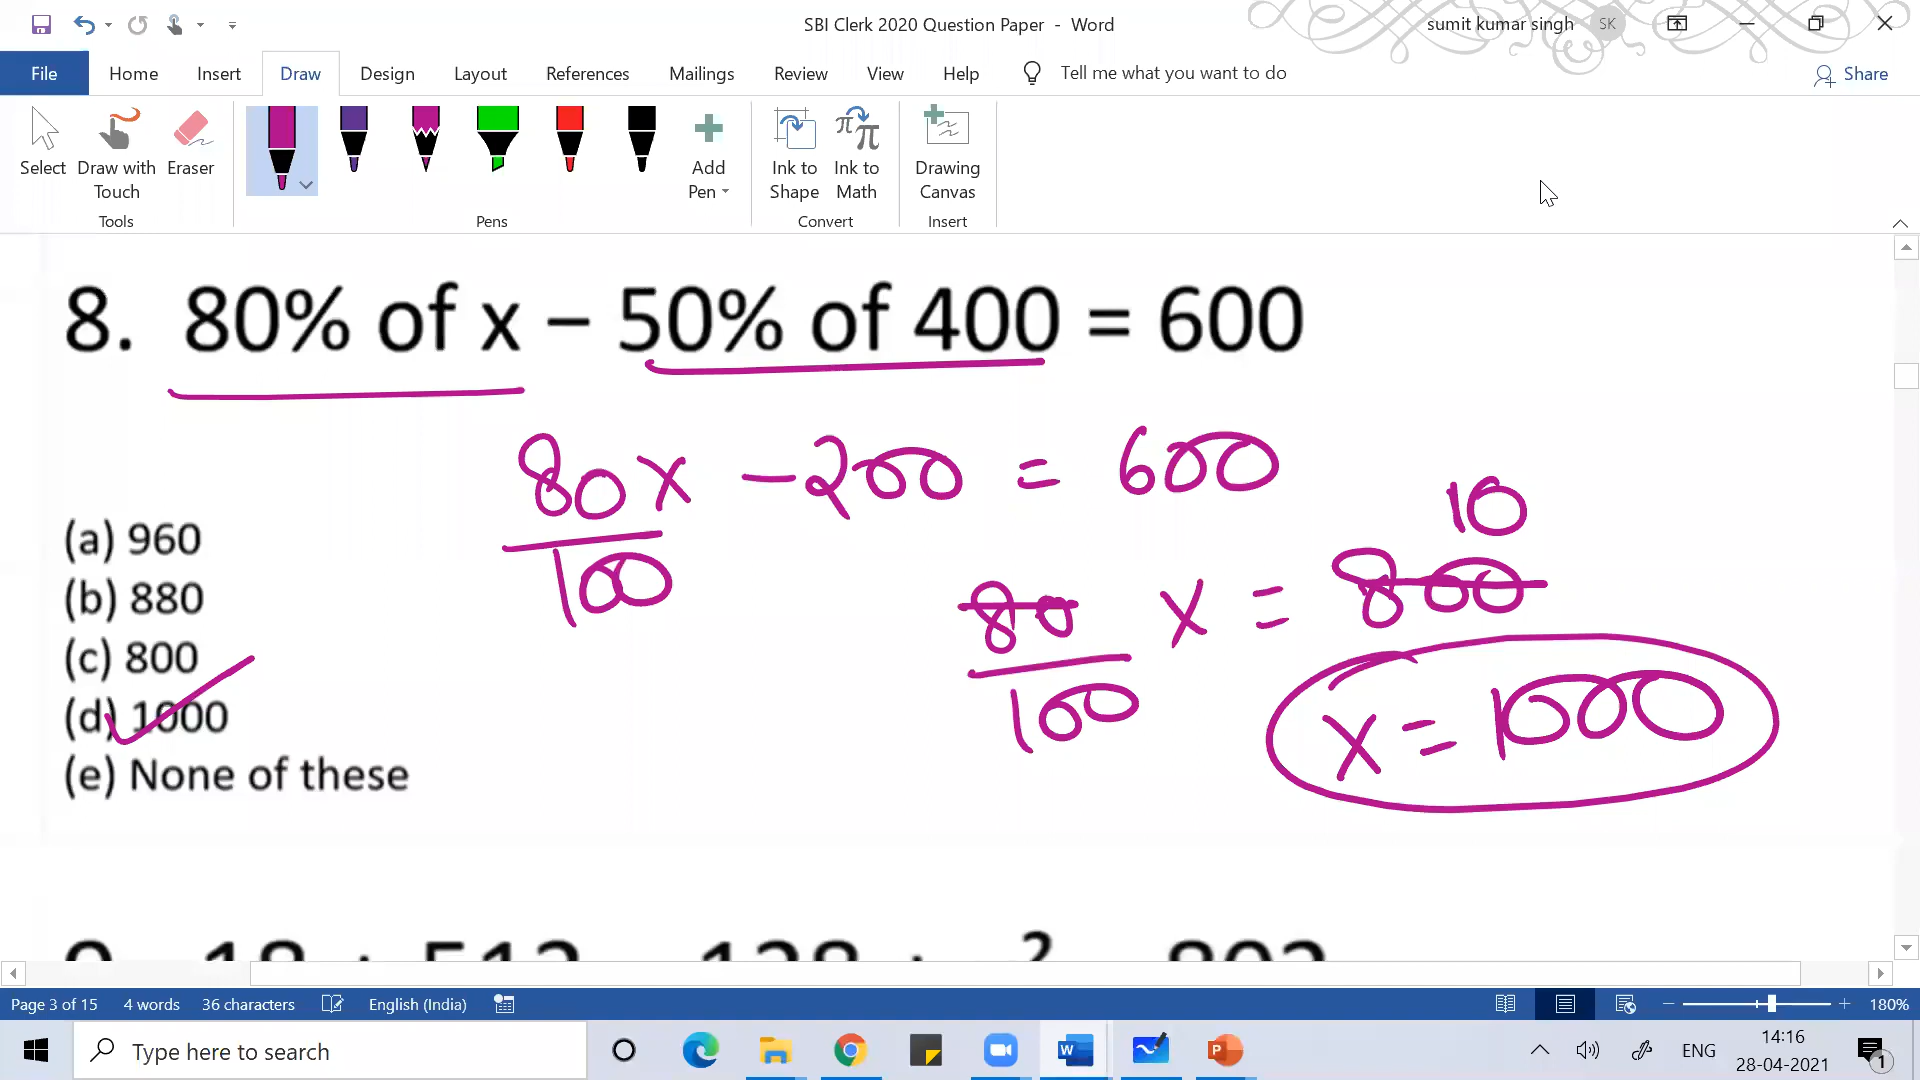 SBI Clerk 2020 Question Paper - Word
sumit kumar singh SK
File Home Insert Draw Design Layout References Mailings Review View Help Tell me what you want to do Share
Select Draw with Touch Eraser Add Pen Ink to Shape Ink to Math Drawing Canvas
Tools Pens Convert Insert
8. 80% of x – 50% of 400 = 600
80x - 200 = 600
100
10
80 x = 800
100
x = 1000
(a) 960
(b) 880
(c) 800
(d) 1000
(e) None of these
Page 3 of 15 4 words 36 characters English (India) 180%
Type here to search
ENG 14:16
28-04-2021
1